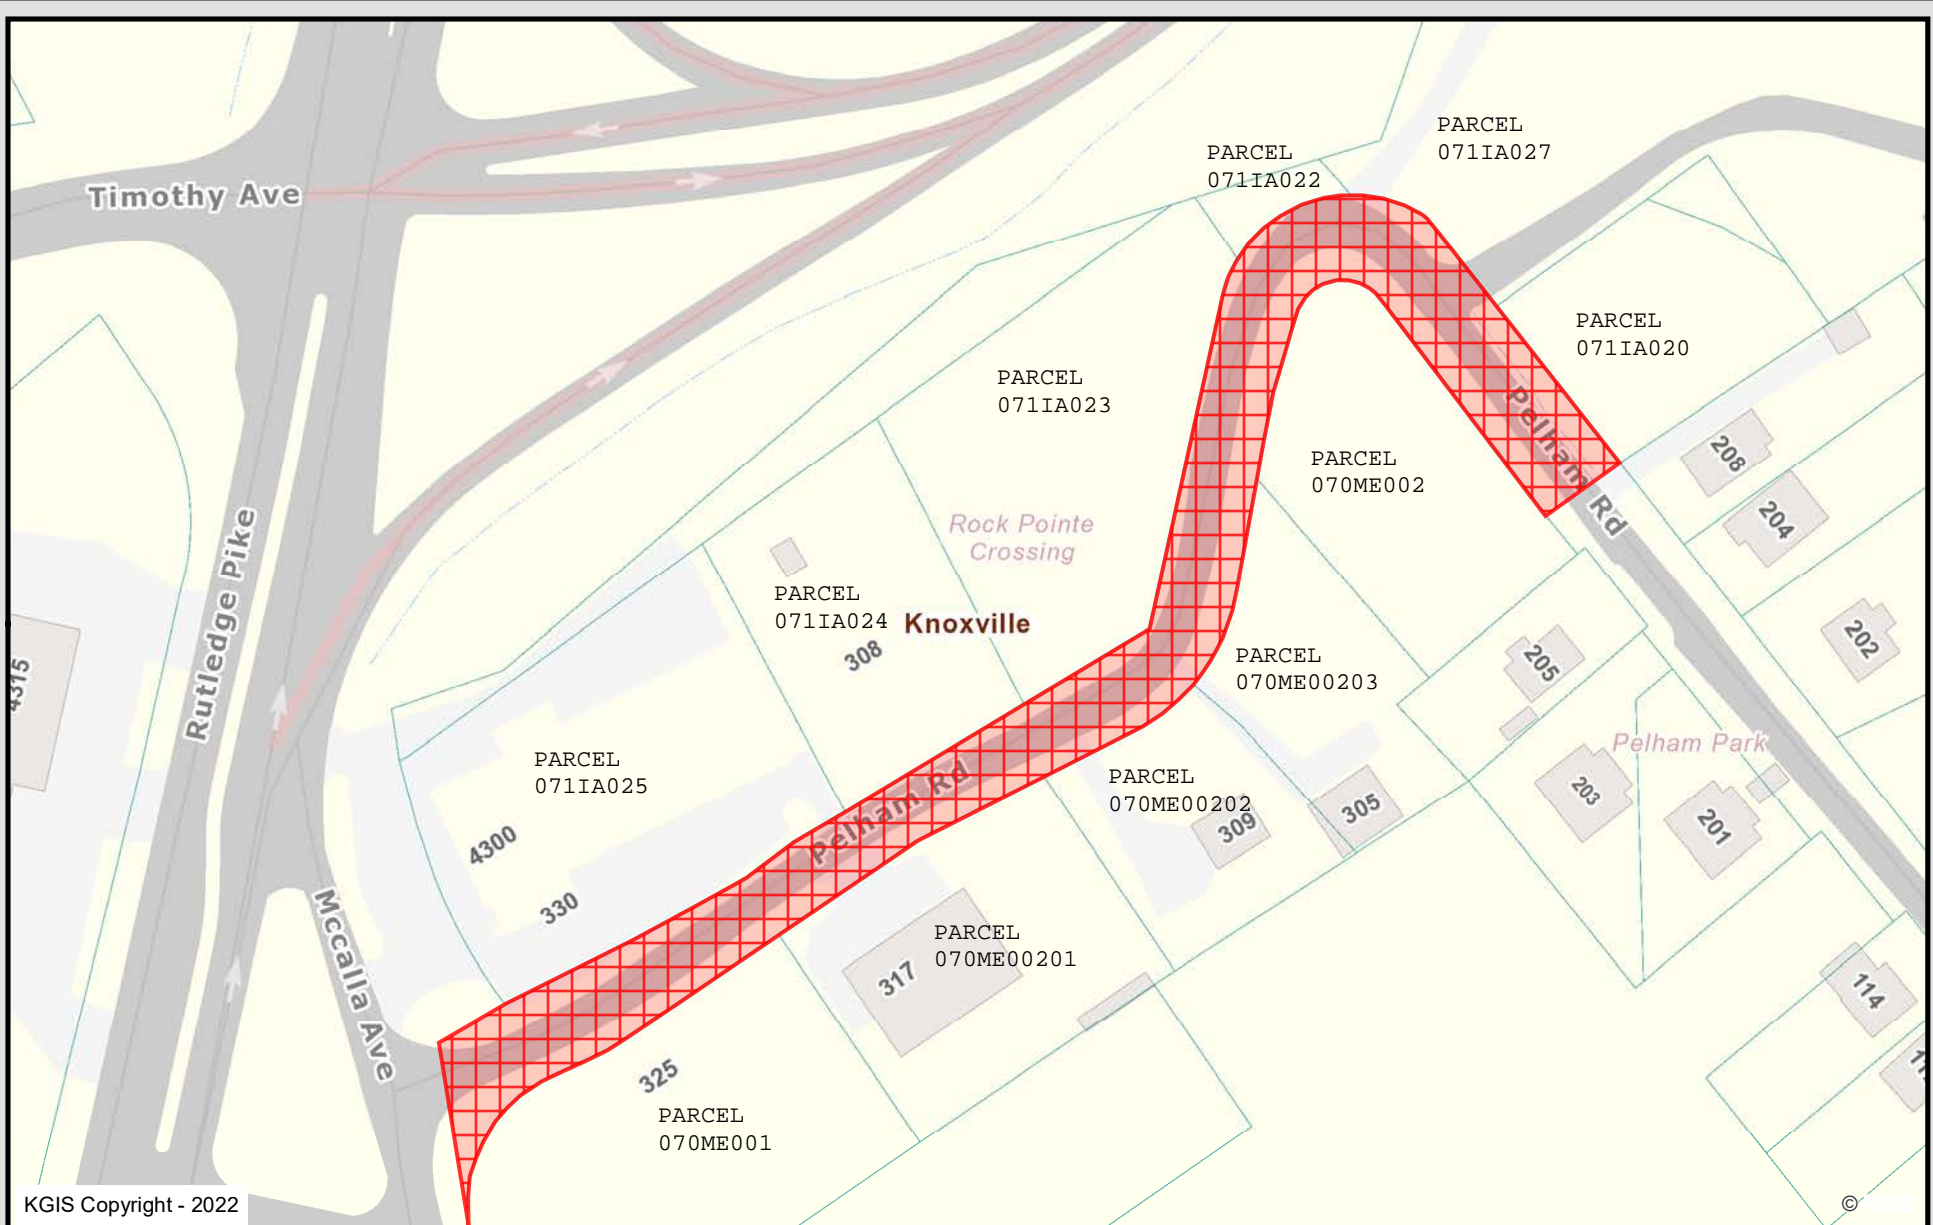 PARCEL
071IA027
PARCEL
071IA022
Timothy Ave
PARCEL
071IA020
PARCEL
071IA023
Pelham Rd
208
PARCEL
070ME002
204
Rock Pointe
Crossing
Rutledge Pike
PARCEL
071IA024
Knoxville
308
202
205
4315
PARCEL
070ME00203
Pelham Park
PARCEL
071IA025
PARCEL
070ME00202
Pelham Rd
203
305
309
201
4300
330
Mccalla Ave
PARCEL
070ME00201
317
114
325
PARCEL
070ME001
KGIS Copyright - 2022
©